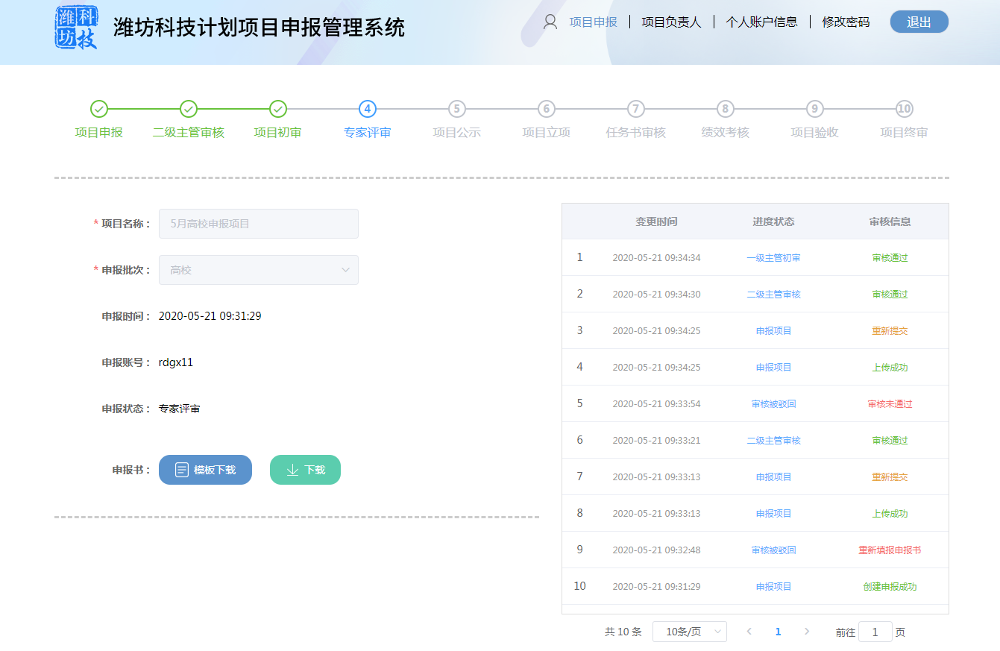 潍科坊技
潍坊科技计划项目申报管理系统
项目申报 项目负责人 个人账户信息 修改密码 退出
4 5 6 7 8 9 10
项目申报 二级主管审核 项目初审 专家评审 项目公示 项目立项 任务书审核 绩效考核 项目验收 项目终审
* 项目名称： 5月高校申报项目
* 申报批次： 高校
申报时间： 2020-05-21 09:31:29
申报账号： rdgx11
申报状态： 专家评审
申报书： 模板下载 下载
变更时间 进度状态 审核信息
1 2020-05-21 09:34:34 一级主管初审 审核通过
2 2020-05-21 09:34:30 二级主管审核 审核通过
3 2020-05-21 09:34:25 申报项目 重新提交
4 2020-05-21 09:34:25 申报项目 上传成功
5 2020-05-21 09:33:54 审核被驳回 审核未通过
6 2020-05-21 09:33:21 二级主管审核 审核通过
7 2020-05-21 09:33:13 申报项目 重新提交
8 2020-05-21 09:33:13 申报项目 上传成功
9 2020-05-21 09:32:48 审核被驳回 重新填报申报书
10 2020-05-21 09:31:29 申报项目 创建申报成功
共 10 条 10条/页 1 前往 1 页